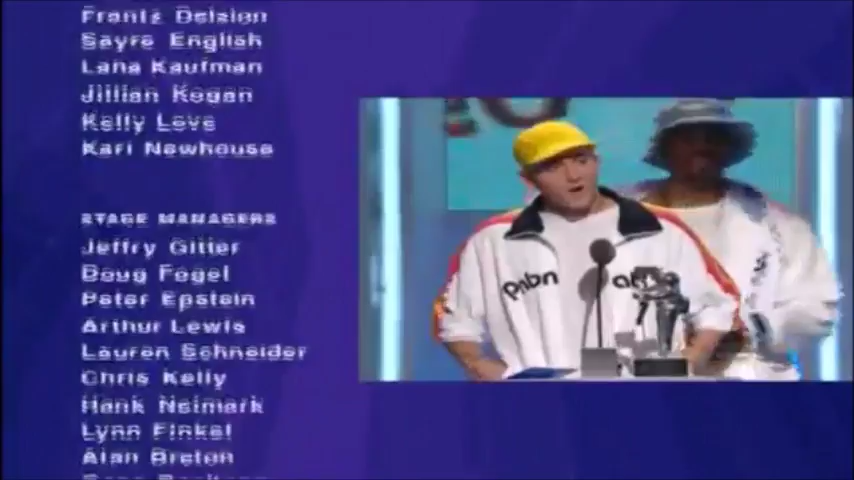 Frantz Delsion
Sayre English
Lana Kaufman
Jillian Kogan
Kelly Love
Kari Newhouse
STAGE MANAGERS
Jeffry Gitter
Doug Fogel
Peter Epstein
Arthur Lewis
Lauren Schneider
Chris Kelly
Hank Neimark
Lynn Finkel
Alan Breton